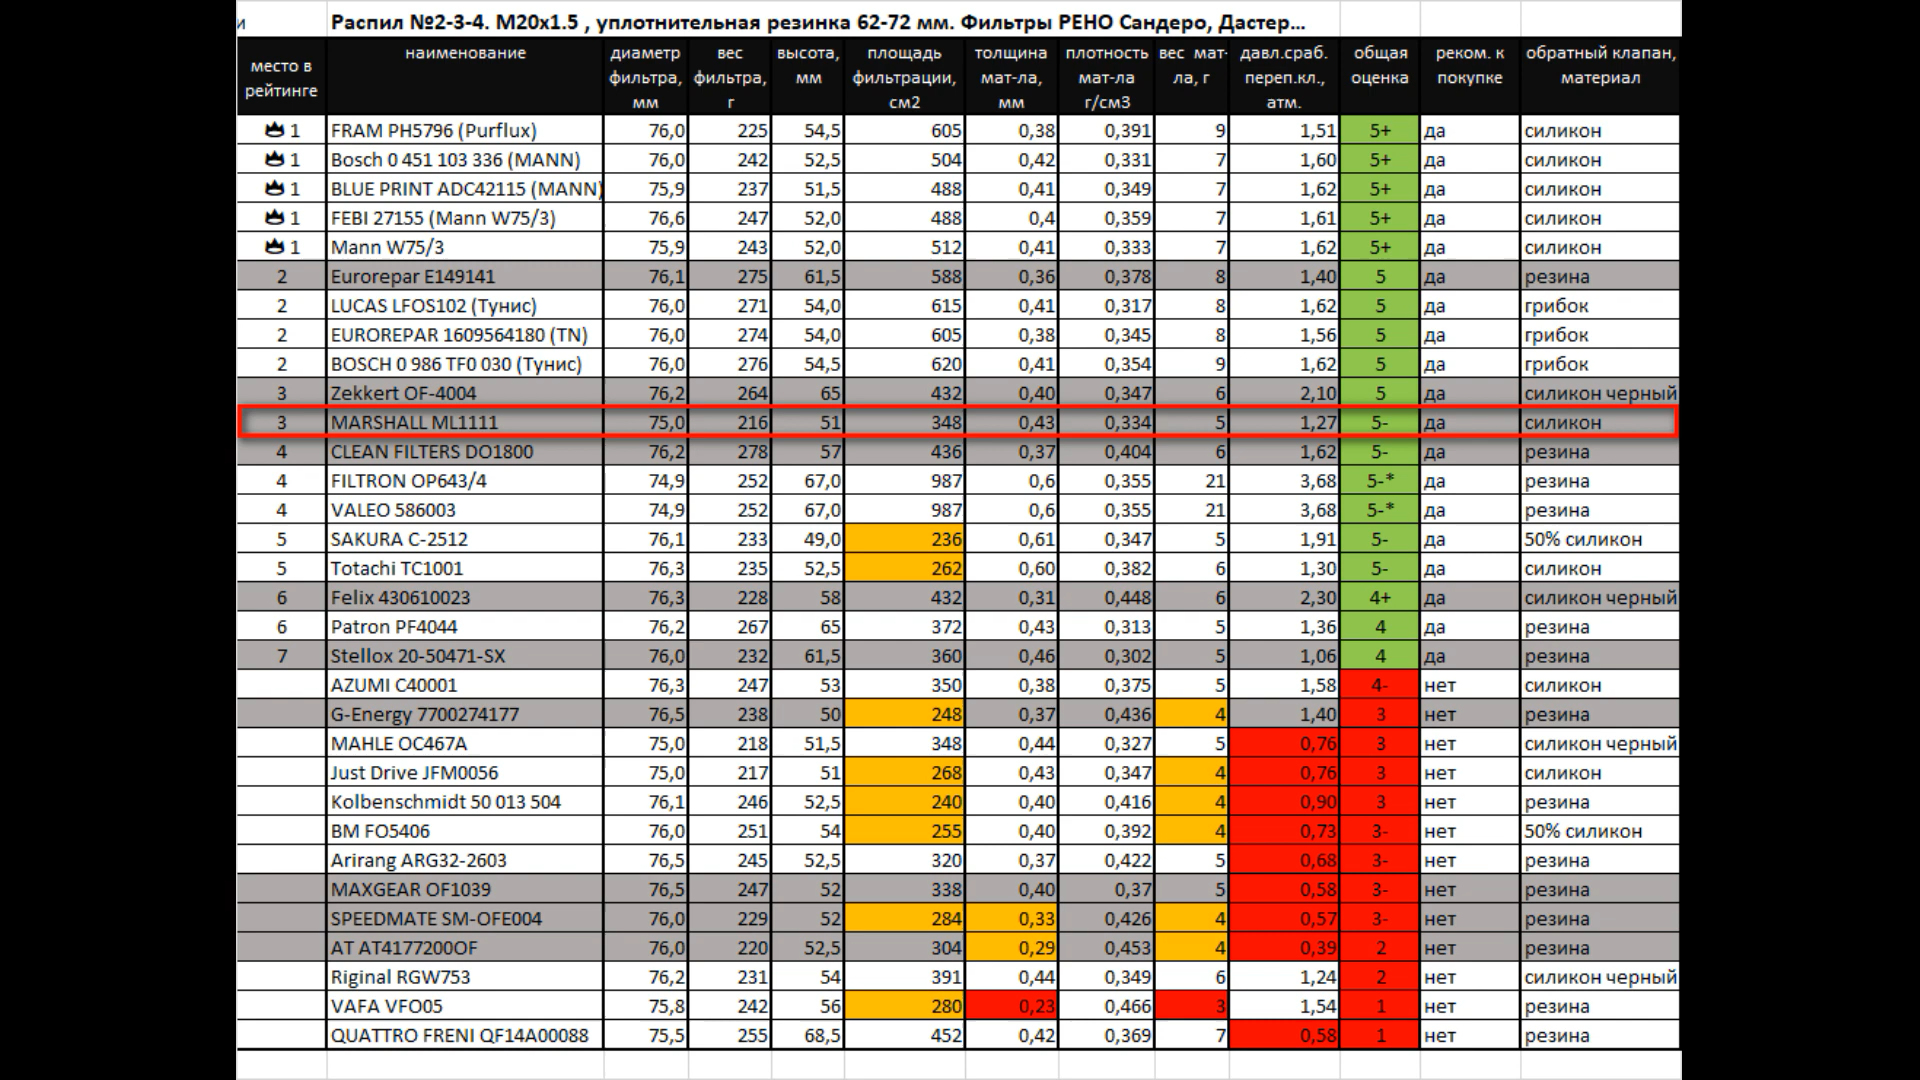 и Распил №2-3-4. М20х1.5 , уплотнительная резинка 62-72 мм. Фильтры РЕНО Сандеро, Дастер...
место в рейтинге наименование диаметр фильтра, мм вес фильтра, г высота, мм площадь фильтрации, см2 толщина мат-ла, мм плотность мат-ла г/см3 вес мат-ла, г давл.сраб. переп.кл., атм. общая оценка реком. к покупке обратный клапан, материал
1 FRAM PH5796 (Purflux) 76,0 225 54,5 605 0,38 0,391 9 1,51 5+ да силикон
1 Bosch 0 451 103 336 (MANN) 76,0 242 52,5 504 0,42 0,331 7 1,60 5+ да силикон
1 BLUE PRINT ADC42115 (MANN) 75,9 237 51,5 488 0,41 0,349 7 1,62 5+ да силикон
1 FEBI 27155 (Mann W75/3) 76,6 247 52,0 488 0,4 0,359 7 1,61 5+ да силикон
1 Mann W75/3 75,9 243 52,0 512 0,41 0,333 7 1,62 5+ да силикон
2 Eurorepar E149141 76,1 275 61,5 588 0,36 0,378 8 1,40 5 да резина
2 LUCAS LFOS102 (Тунис) 76,0 271 54,0 615 0,41 0,317 8 1,62 5 да грибок
2 EUROREPAR 1609564180 (TN) 76,0 274 54,0 605 0,38 0,345 8 1,56 5 да грибок
2 BOSCH 0 986 TF0 030 (Тунис) 76,0 276 54,5 620 0,41 0,354 9 1,62 5 да грибок
3 Zekkert OF-4004 76,2 264 65 432 0,40 0,347 6 2,10 5 да силикон черный
3 MARSHALL ML1111 75,0 216 51 348 0,43 0,334 5 1,27 5- да силикон
4 CLEAN FILTERS DO1800 76,2 278 57 436 0,37 0,404 6 1,62 5- да резина
4 FILTRON OP643/4 74,9 252 67,0 987 0,6 0,355 21 3,68 5-* да резина
4 VALEO 586003 74,9 252 67,0 987 0,6 0,355 21 3,68 5-* да резина
5 SAKURA C-2512 76,1 233 49,0 236 0,61 0,347 5 1,91 5- да 50% силикон
5 Totachi TC1001 76,3 235 52,5 262 0,60 0,382 6 1,30 5- да силикон
6 Felix 430610023 76,3 228 58 432 0,31 0,448 6 2,30 4+ да силикон черный
6 Patron PF4044 76,2 267 65 372 0,43 0,313 5 1,36 4 да резина
7 Stellox 20-50471-SX 76,0 232 61,5 360 0,46 0,302 5 1,06 4 да резина
AZUMI C40001 76,3 247 53 350 0,38 0,375 5 1,58 4- нет силикон
G-Energy 7700274177 76,5 238 50 248 0,37 0,436 4 1,40 3 нет резина
MAHLE OC467A 75,0 218 51,5 348 0,44 0,327 5 0,76 3 нет силикон черный
Just Drive JFM0056 75,0 217 51 268 0,43 0,347 4 0,76 3 нет силикон
Kolbenschmidt 50 013 504 76,1 246 52,5 240 0,40 0,416 4 0,90 3 нет резина
BM FO5406 76,0 251 54 255 0,40 0,392 4 0,73 3- нет 50% силикон
Arirang ARG32-2603 76,5 245 52,5 320 0,37 0,422 5 0,68 3- нет резина
MAXGEAR OF1039 76,5 247 52 338 0,40 0,37 5 0,58 3- нет резина
SPEEDMATE SM-OFE004 76,0 229 52 284 0,33 0,426 4 0,57 3- нет резина
AT AT4177200OF 76,0 220 52,5 304 0,29 0,453 4 0,39 2 нет резина
Riginal RGW753 76,2 231 54 391 0,44 0,349 6 1,24 2 нет силикон черный
VAFA VFO05 75,8 242 56 280 0,23 0,466 3 1,54 1 нет резина
QUATTRO FRENI QF14A00088 75,5 255 68,5 452 0,42 0,369 7 0,58 1 нет резина